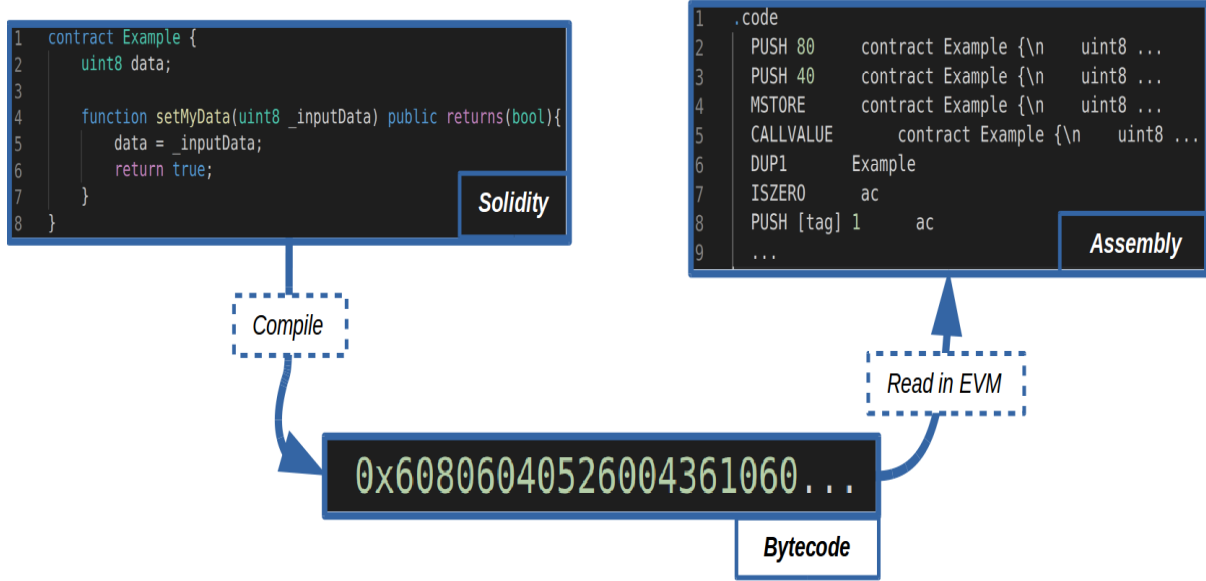 1 contract Example {
2 uint8 data;
3
4 function setMyData(uint8 _inputData) public returns(bool){
5 data = _inputData;
6 return true;
7 }
8 }
Solidity
Compile
0x60806040526004361060...
Bytecode
Read in EVM
1 .code
2 PUSH 80 contract Example {\n uint8 ...
3 PUSH 40 contract Example {\n uint8 ...
4 MSTORE contract Example {\n uint8 ...
5 CALLVALUE contract Example {\n uint8 ...
6 DUP1 Example
7 ISZERO ac
8 PUSH [tag] 1 ac
9 ...
Assembly